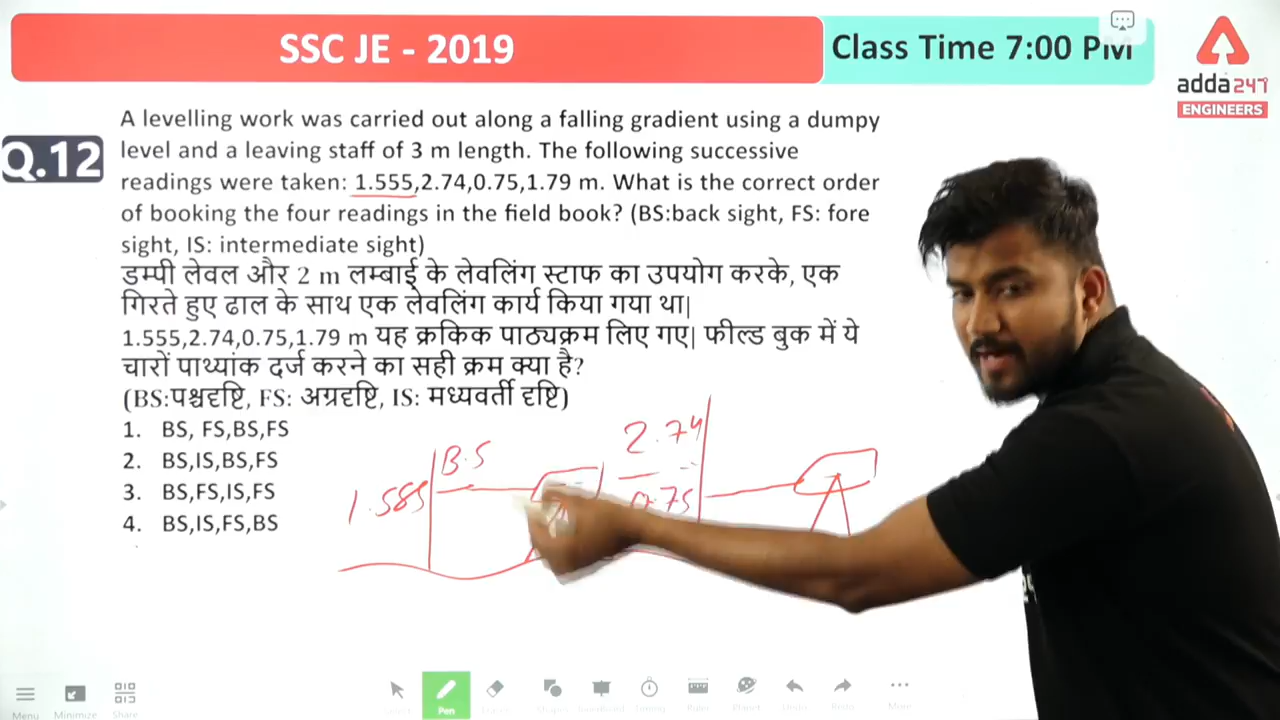 SSC JE - 2019
Class Time 7:00 PM
adda247
ENGINEERS
Q.12
A levelling work was carried out along a falling gradient using a dumpy
level and a leaving staff of 3 m length. The following successive
readings were taken: 1.555,2.74,0.75,1.79 m. What is the correct order
of booking the four readings in the field book? (BS:back sight, FS: fore
sight, IS: intermediate sight)
डम्पी लेवल और 2 m लम्बाई के लेवलिंग स्टाफ का उपयोग करके, एक
गिरते हुए ढाल के साथ एक लेवलिंग कार्य किया गया था|
1.555,2.74,0.75,1.79 m यह क्रकिक पाठ्यक्रम लिए गए| फील्ड बुक में ये
चारों पाथ्यांक दर्ज करने का सही क्रम क्या है?
(BS:पश्चदृष्टि, FS: अग्रदृष्टि, IS: मध्यवर्ती दृष्टि)
1. BS, FS,BS,FS
2. BS,IS,BS,FS
3. BS,FS,IS,FS
4. BS,IS,FS,BS
B.S
2.74
1.585
0.75
Menu
Minimize
Share
Pen
More